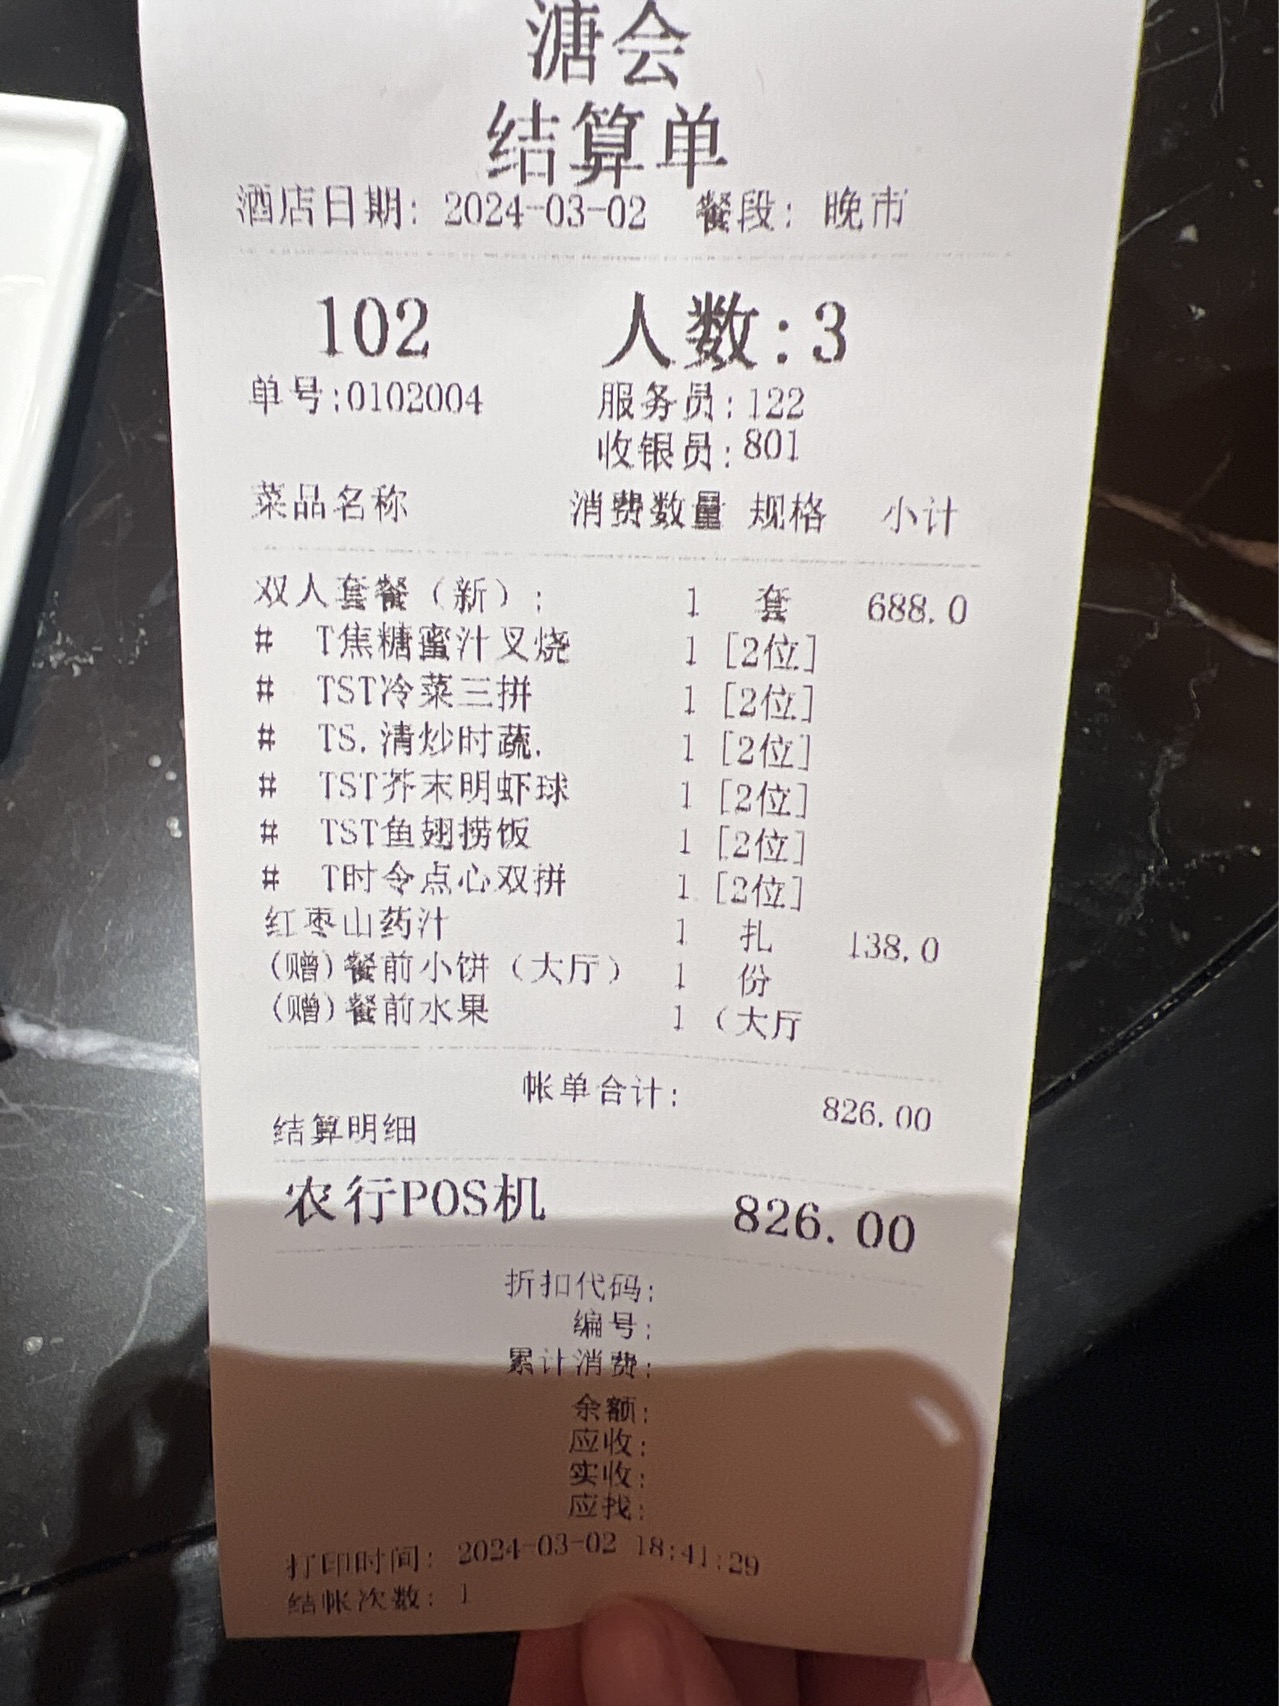 溏会
结算单
酒店日期: 2024-03-02 餐段: 晚市
102 人数:3
单号:0102004 服务员:122
收银员:801
菜品名称 消费数量 规格 小计
双人套餐（新）: 1 套 688.0
# T焦糖蜜汁叉烧 1 [2位]
# TST冷菜三拼 1 [2位]
# TS.清炒时蔬. 1 [2位]
# TST芥末明虾球 1 [2位]
# TST鱼翅捞饭 1 [2位]
# T时令点心双拼 1 [2位]
红枣山药汁 1 扎 138.0
(赠)餐前小饼（大厅） 1 份
(赠)餐前水果 1 （大厅
帐单合计: 826.00
结算明细
农行POS机 826.00
折扣代码:
编号:
累计消费:
余额:
应收:
实收:
应找:
打印时间: 2024-03-02 18:41:29
结帐次数: 1